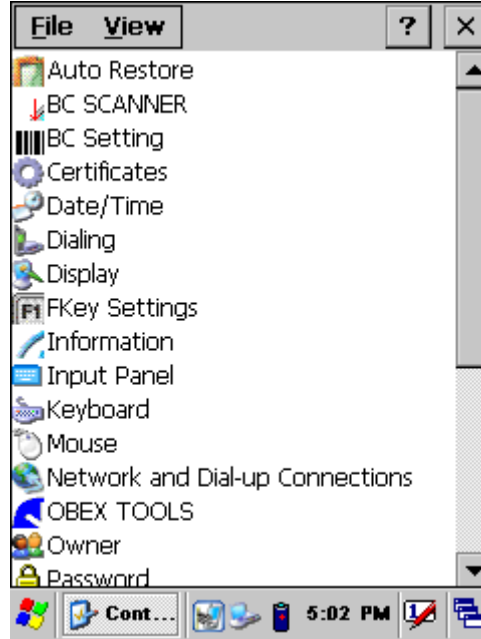 File View ? ×
Auto Restore
BC SCANNER
BC Setting
Certificates
Date/Time
Dialing
Display
F1 FKey Settings
Information
Input Panel
Keyboard
Mouse
Network and Dial-up Connections
OBEX TOOLS
Owner
Password
Cont... 5:02 PM